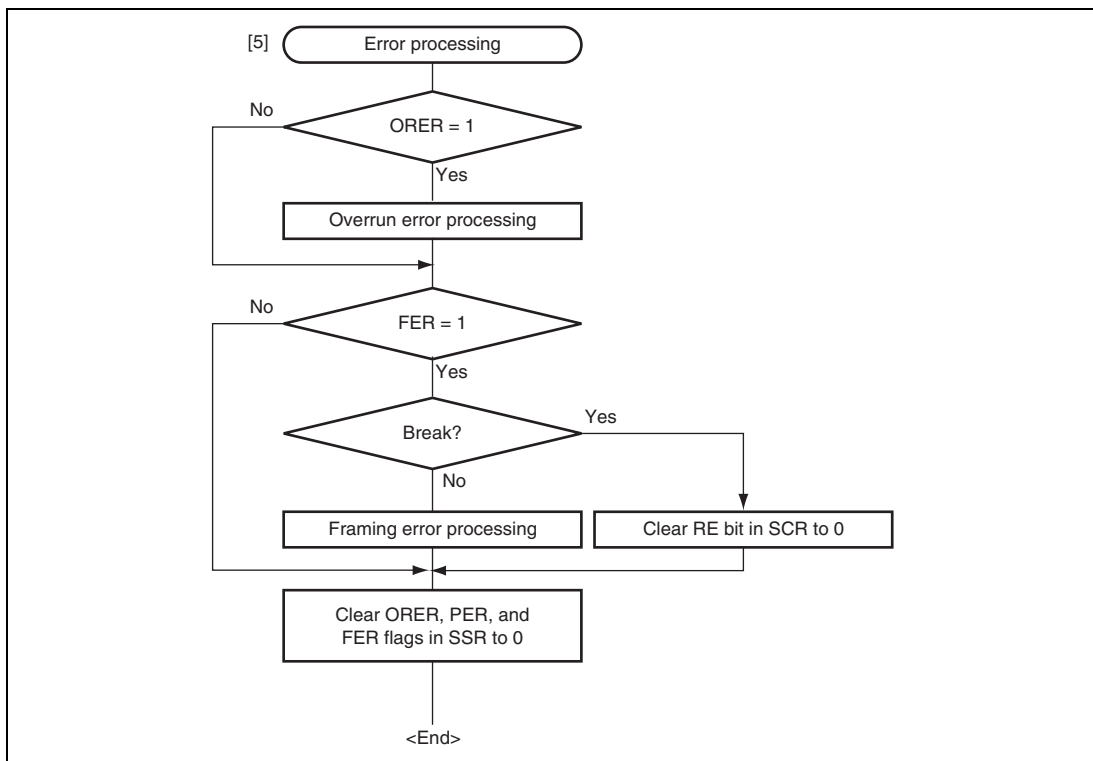 [5]
Error processing
No
ORER = 1
Yes
Overrun error processing
No
FER = 1
Yes
Break?
Yes
No
Framing error processing
Clear RE bit in SCR to 0
Clear ORER, PER, and
FER flags in SSR to 0
<End>